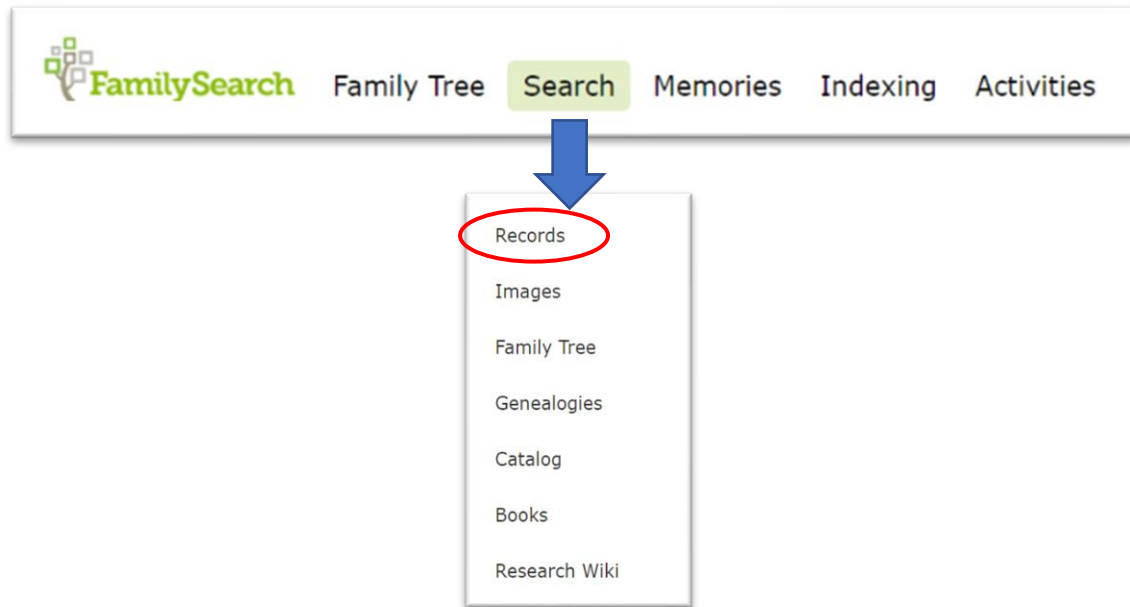 FamilySearch Family Tree Search Memories Indexing Activities
Records
Images
Family Tree
Genealogies
Catalog
Books
Research Wiki